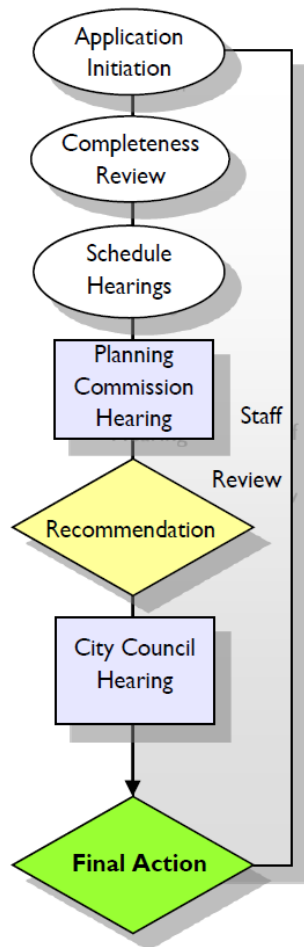 Application
Initiation
Completeness
Review
Schedule
Hearings
Planning
Commission
Hearing
Staff
Review
Recommendation
City Council
Hearing
Final Action